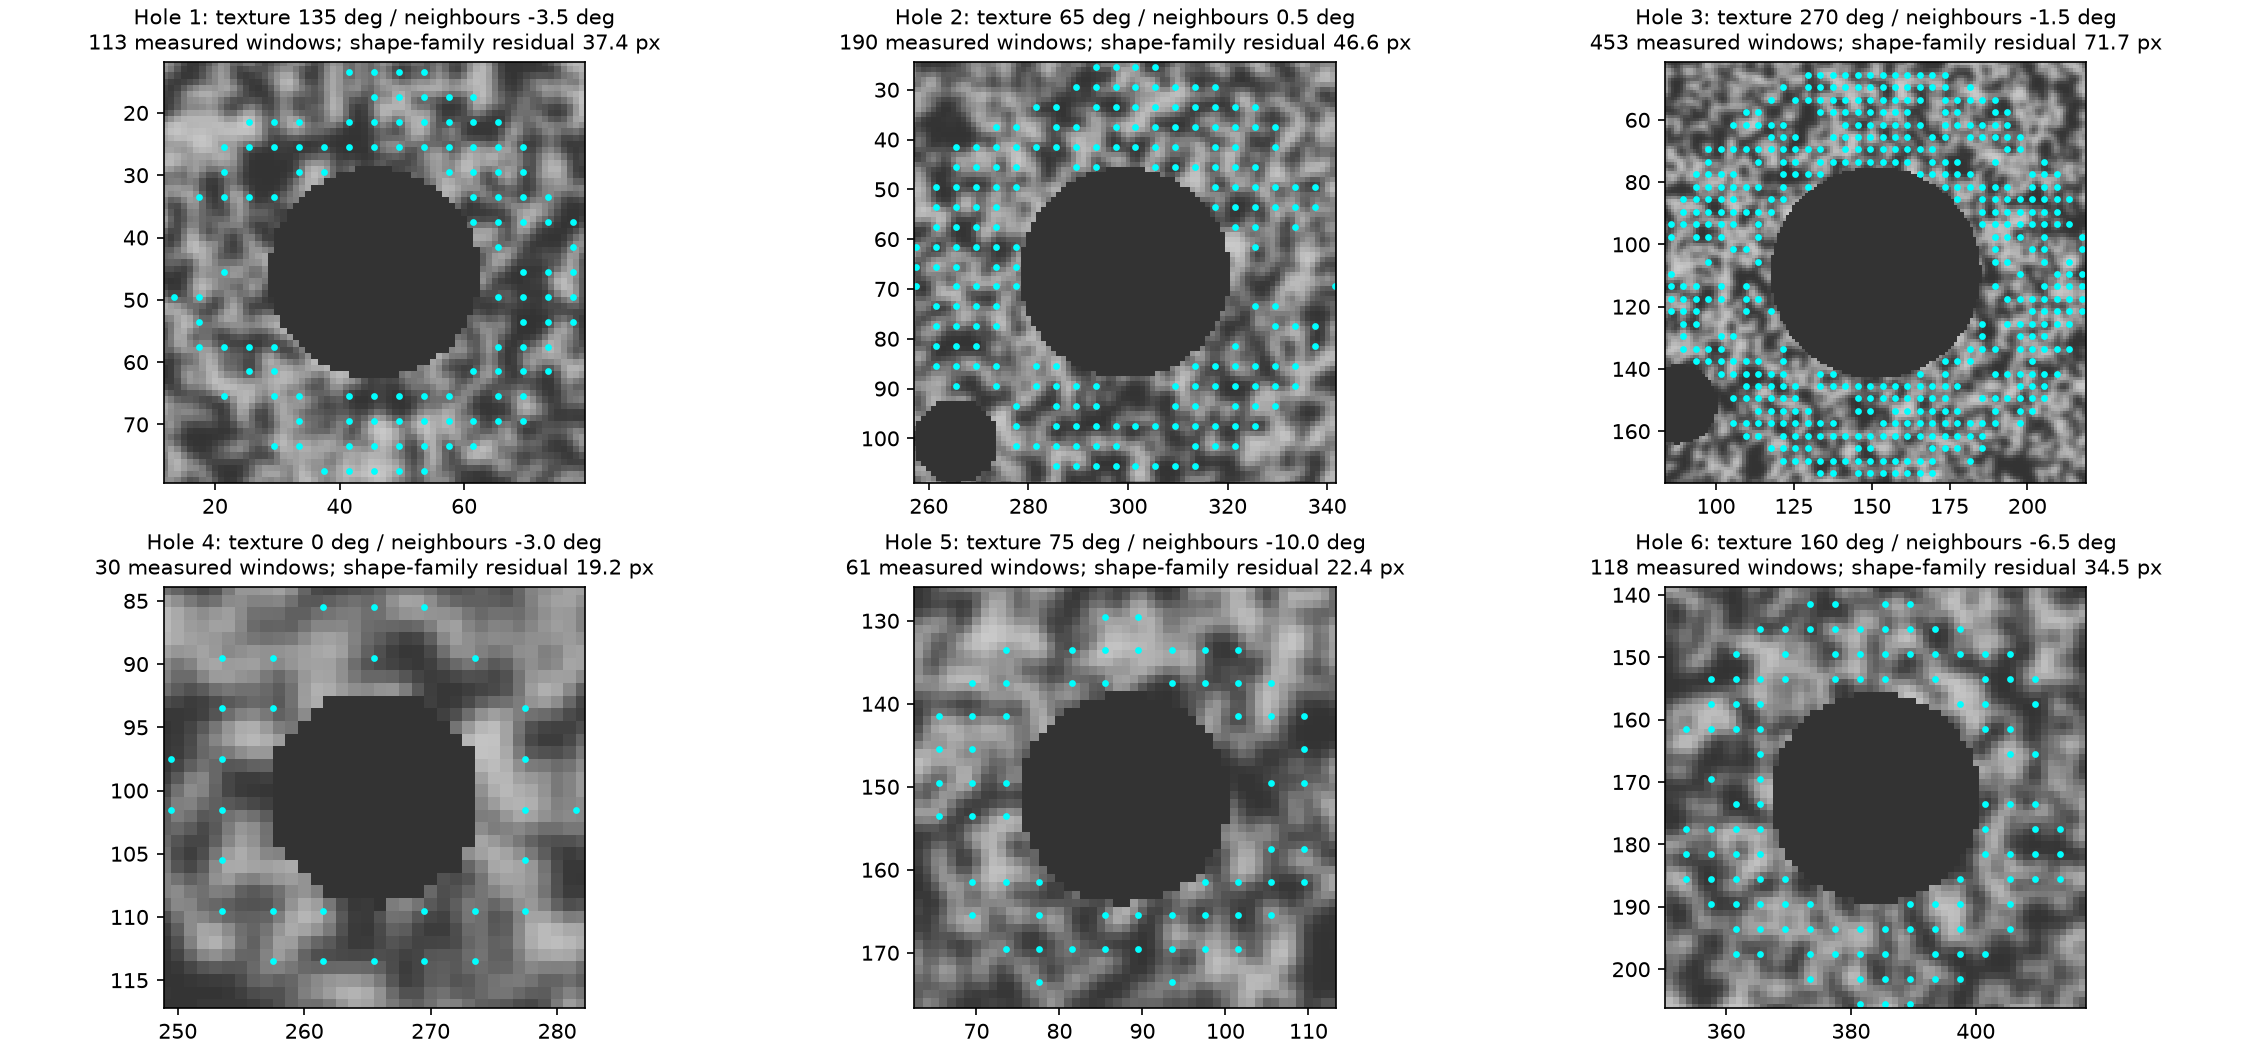 Hole 1: texture 135 deg / neighbours -3.5 deg
113 measured windows; shape-family residual 37.4 px
20
30
40
50
60
70
20 40 60
Hole 2: texture 65 deg / neighbours 0.5 deg
190 measured windows; shape-family residual 46.6 px
30
40
50
60
70
80
90
100
260 280 300 320 340
Hole 3: texture 270 deg / neighbours -1.5 deg
453 measured windows; shape-family residual 71.7 px
60
80
100
120
140
160
100 125 150 175 200
Hole 4: texture 0 deg / neighbours -3.0 deg
30 measured windows; shape-family residual 19.2 px
85
90
95
100
105
110
115
250 260 270 280
Hole 5: texture 75 deg / neighbours -10.0 deg
61 measured windows; shape-family residual 22.4 px
130
140
150
160
170
70 80 90 100 110
Hole 6: texture 160 deg / neighbours -6.5 deg
118 measured windows; shape-family residual 34.5 px
140
150
160
170
180
190
200
360 380 400